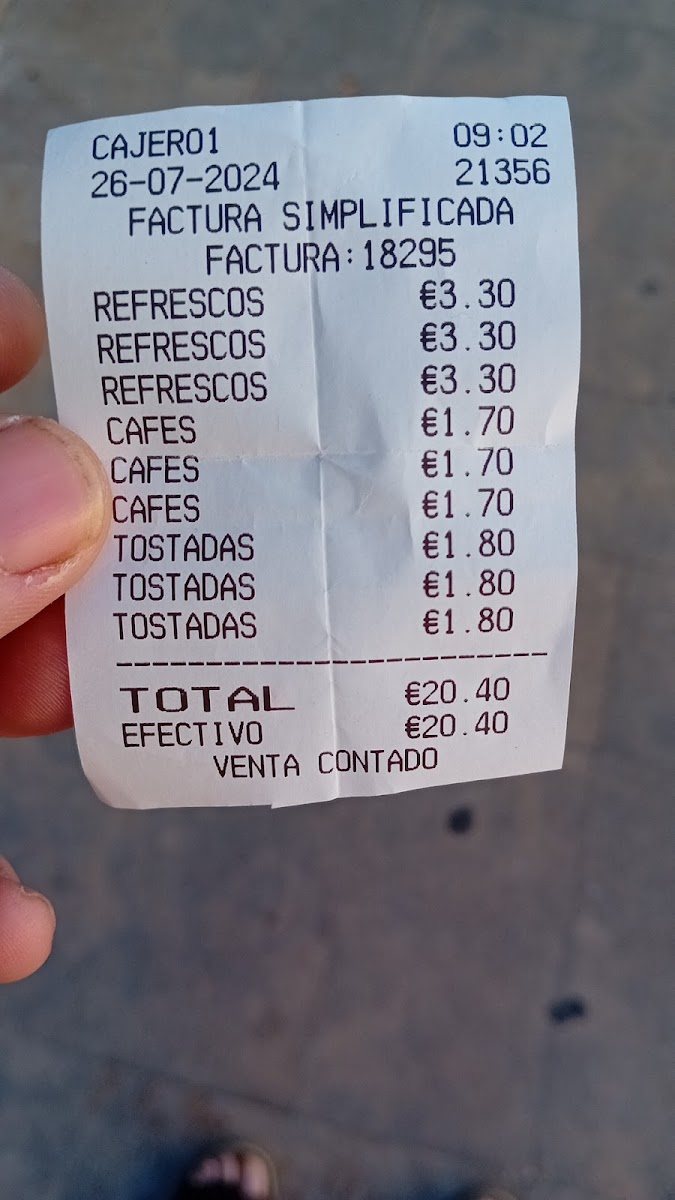 CAJERO1 09:02
26-07-2024 21356
FACTURA SIMPLIFICADA
FACTURA:18295
REFRESCOS €3.30
REFRESCOS €3.30
REFRESCOS €3.30
CAFES €1.70
CAFES €1.70
CAFES €1.70
TOSTADAS €1.80
TOSTADAS €1.80
TOSTADAS €1.80
TOTAL €20.40
EFECTIVO €20.40
VENTA CONTADO